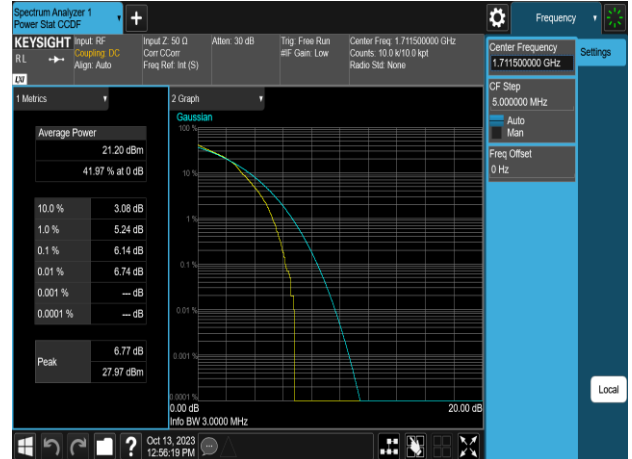 Spectrum Analyzer 1
Power Stat CCDF
Frequency
KEYSIGHT
Input: RF
Coupling: DC
Align: Auto
Input Z: 50 Ω
Corr CCorr
Freq Ref: Int (S)
Atten: 30 dB
Trig: Free Run
#IF Gain: Low
Center Freq: 1.711500000 GHz
Counts: 10.0 k/10.0 kpt
Radio Std: None
RL
LXI
Center Frequency
1.711500000 GHz
Settings
CF Step
5.000000 MHz
Auto
Man
Freq Offset
0 Hz
1 Metrics
Average Power
21.20 dBm
41.97 % at 0 dB
10.0 % 3.08 dB
1.0 % 5.24 dB
0.1 % 6.14 dB
0.01 % 6.74 dB
0.001 % --- dB
0.0001 % --- dB
Peak
6.77 dB
27.97 dBm
2 Graph
Gaussian
100 %
10 %
1 %
0.1 %
0.01 %
0.001 %
0.0001 %
0.00 dB
20.00 dB
Info BW 3.0000 MHz
Local
Oct 13, 2023
12:56:19 PM